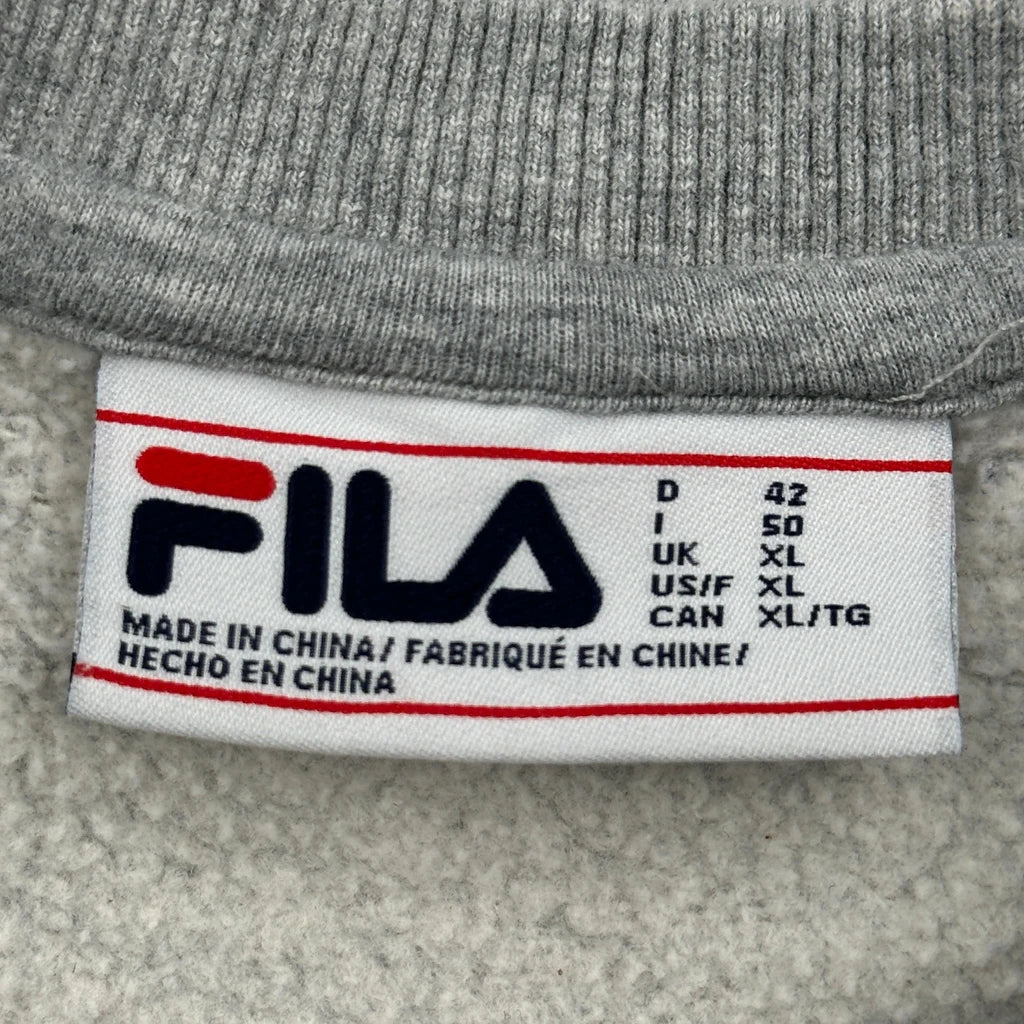 FILA
D 42
I 50
UK XL
US/F XL
CAN XL/TG
MADE IN CHINA/ FABRIQUÉ EN CHINE/
HECHO EN CHINA